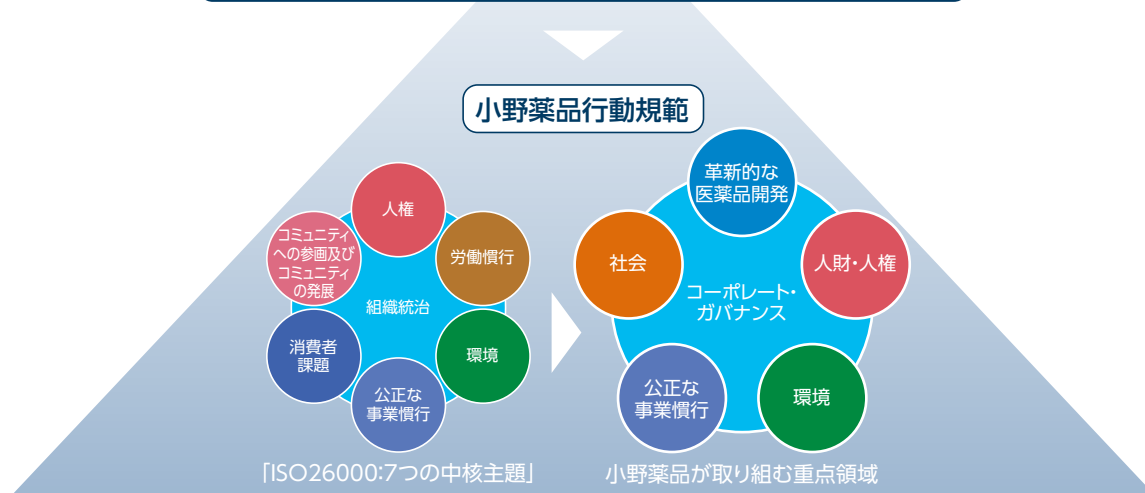 小野薬品行動規範
人権
労働慣行
環境
公正な
事業慣行
消費者
課題
コミュニティ
への参画及び
コミュニティ
の発展
組織統治
「ISO26000:7つの中核主題」
革新的な
医薬品開発
人財・人権
環境
公正な
事業慣行
社会
コーポレート・
ガバナンス
小野薬品が取り組む重点領域